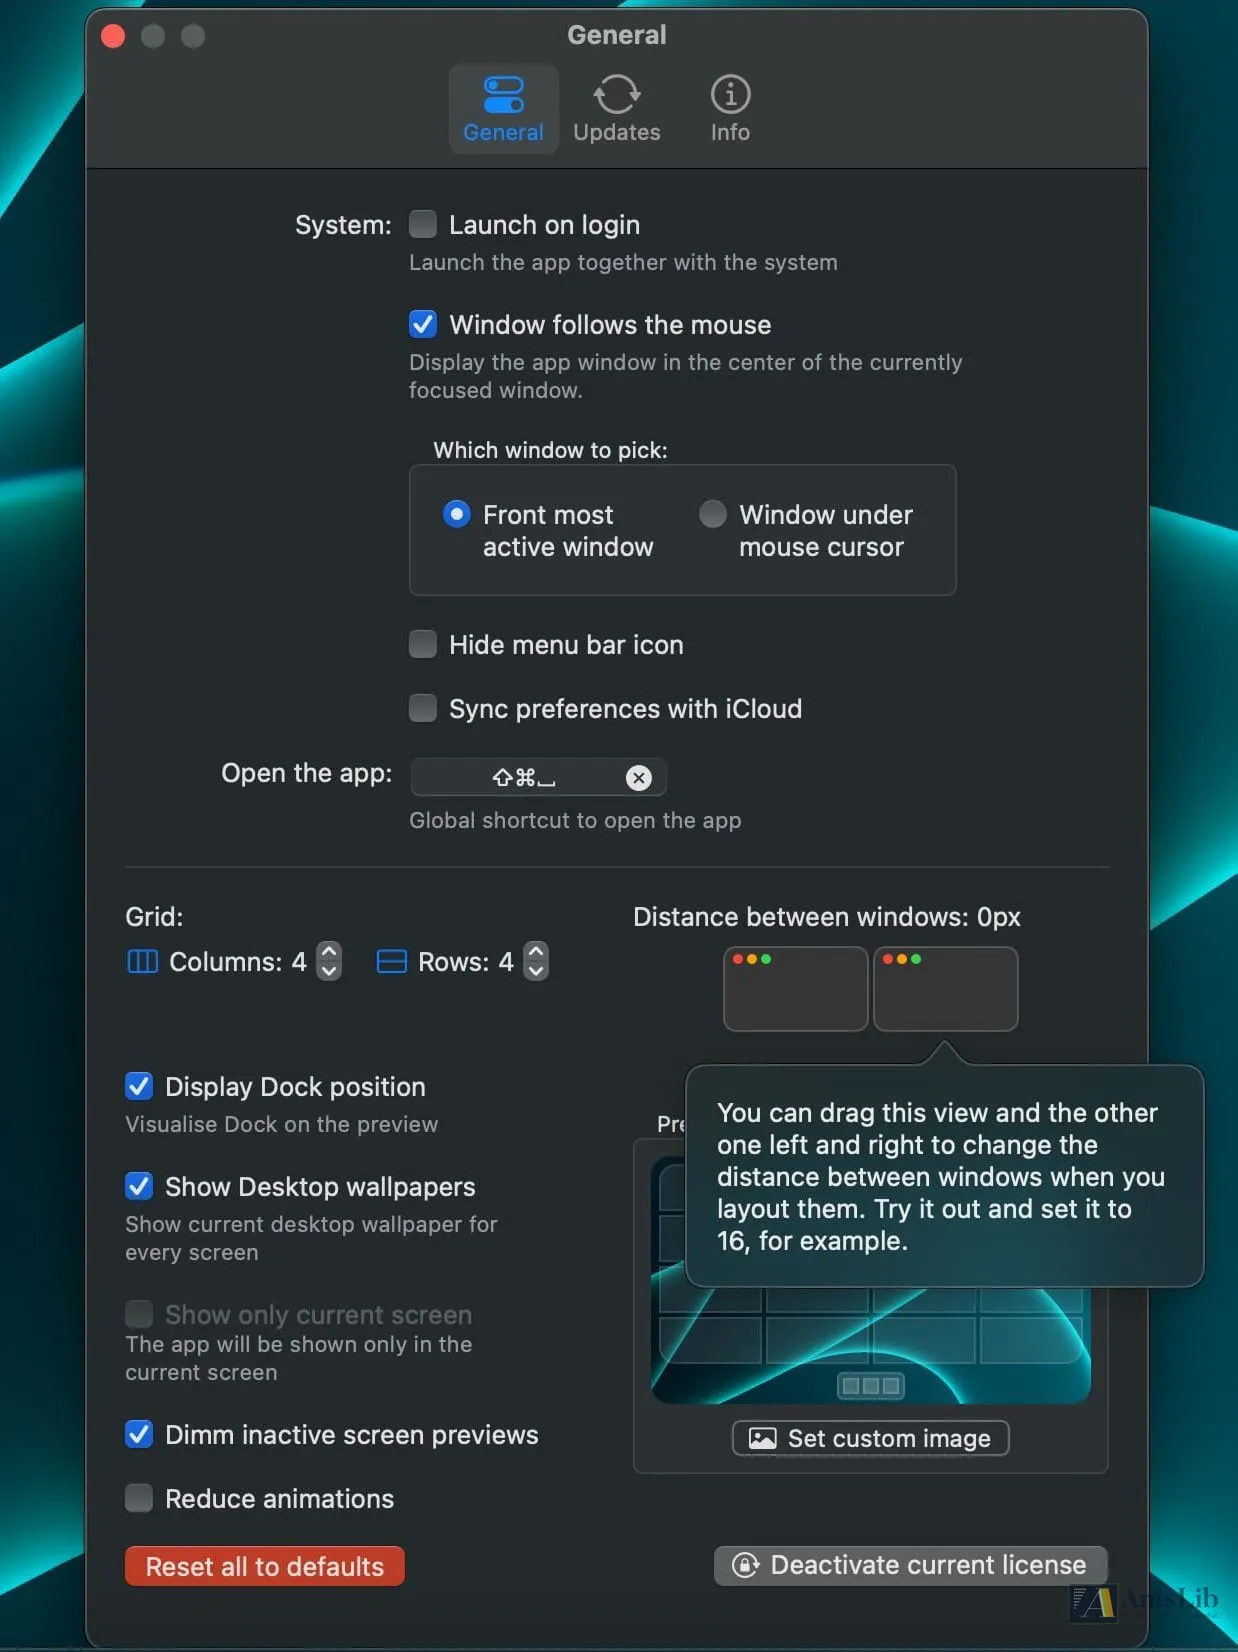 General
General
Updates
Info
System:
Launch on login
Launch the app together with the system
Window follows the mouse
Display the app window in the center of the currently
focused window.
Which window to pick:
Front most
active window
Window under
mouse cursor
Hide menu bar icon
Sync preferences with iCloud
Open the app:
⇧⌘⎵
Global shortcut to open the app
Grid:
Columns: 4
Rows: 4
Distance between windows: 0px
You can drag this view and the other
one left and right to change the
distance between windows when you
layout them. Try it out and set it to
16, for example.
Display Dock position
Visualise Dock on the preview
Show Desktop wallpapers
Show current desktop wallpaper for
every screen
Show only current screen
The app will be shown only in the
current screen
Dimm inactive screen previews
Reduce animations
Set custom image
Reset all to defaults
Deactivate current license
AntsLib